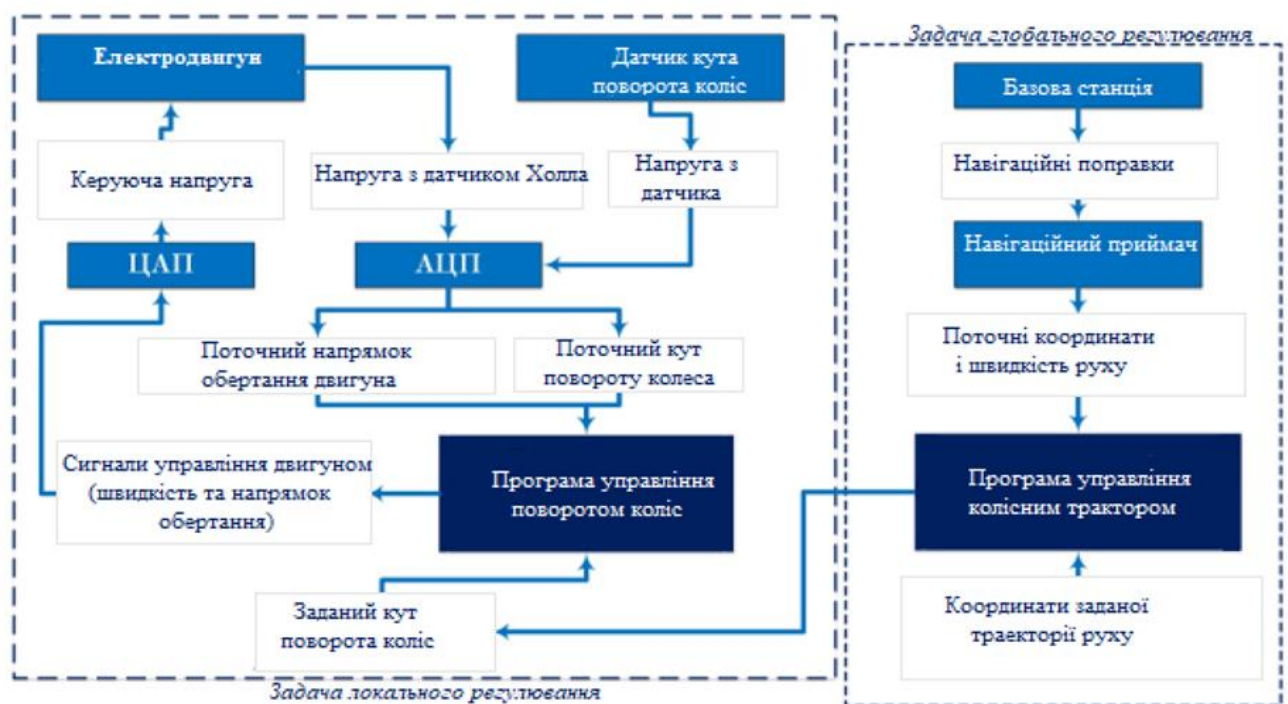 Задача глобального регулювання
Електродвигун
Датчик кута
поворота коліс
Базова станція
Керуюча напруга
Напруга з датчиком Холла
Напруга з
датчика
Навігаційні поправки
ЦАП
АЦП
Навігаційний приймач
Поточний напрямок
обертання двигуна
Поточний кут
повороту колеса
Поточні координати
і швидкість руху
Сигнали управління двигуном
(швидкість та напрямок
обертання)
Програма управління
поворотом коліс
Програма управління
колісним трактором
Заданий кут
поворота коліс
Координати заданої
траекторії руху
Задача локального регулювання